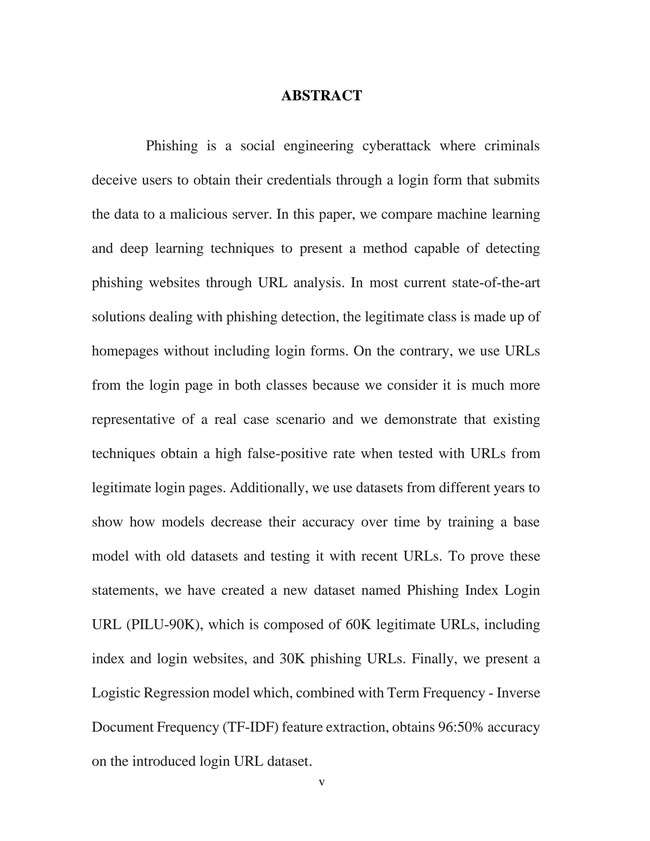 ABSTRACT
Phishing is a social engineering cyberattack where criminals
deceive users to obtain their credentials through a login form that submits
the data to a malicious server. In this paper, we compare machine learning
and deep learning techniques to present a method capable of detecting
phishing websites through URL analysis. In most current state-of-the-art
solutions dealing with phishing detection, the legitimate class is made up of
homepages without including login forms. On the contrary, we use URLs
from the login page in both classes because we consider it is much more
representative of a real case scenario and we demonstrate that existing
techniques obtain a high false-positive rate when tested with URLs from
legitimate login pages. Additionally, we use datasets from different years to
show how models decrease their accuracy over time by training a base
model with old datasets and testing it with recent URLs. To prove these
statements, we have created a new dataset named Phishing Index Login
URL (PILU-90K), which is composed of 60K legitimate URLs, including
index and login websites, and 30K phishing URLs. Finally, we present a
Logistic Regression model which, combined with Term Frequency - Inverse
Document Frequency (TF-IDF) feature extraction, obtains 96:50% accuracy
on the introduced login URL dataset.
v